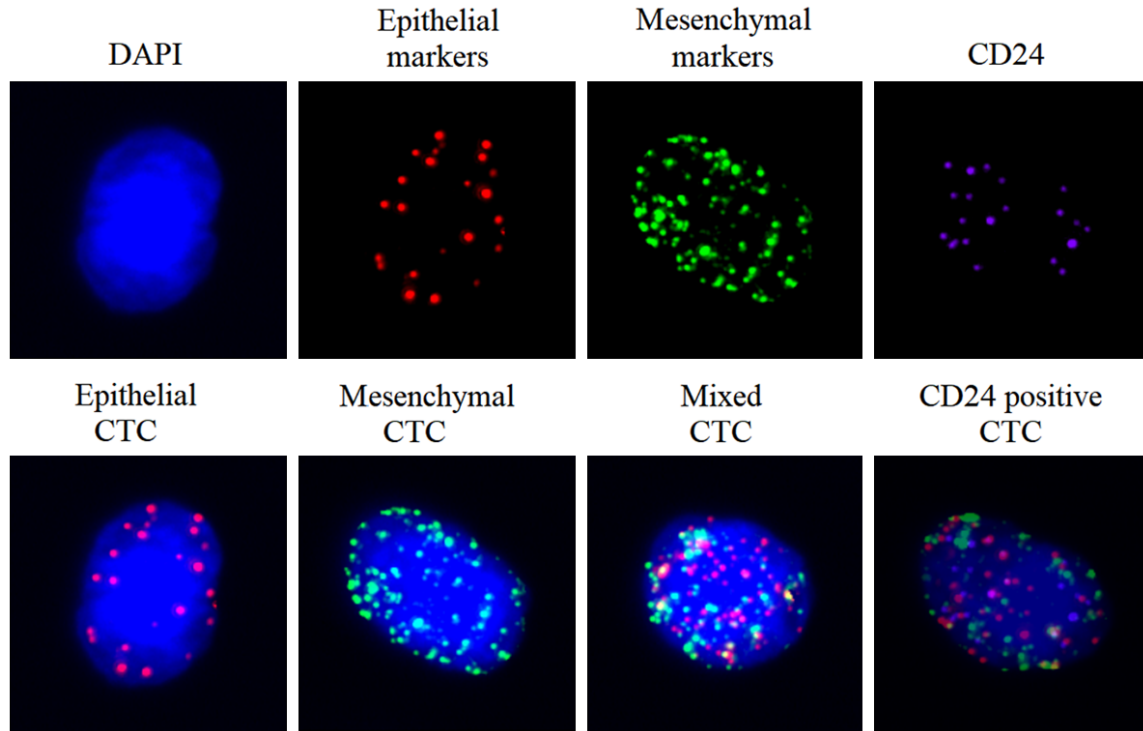 DAPI
Epithelial
markers
Mesenchymal
markers
CD24
Epithelial
CTC
Mesenchymal
CTC
Mixed
CTC
CD24 positive
CTC